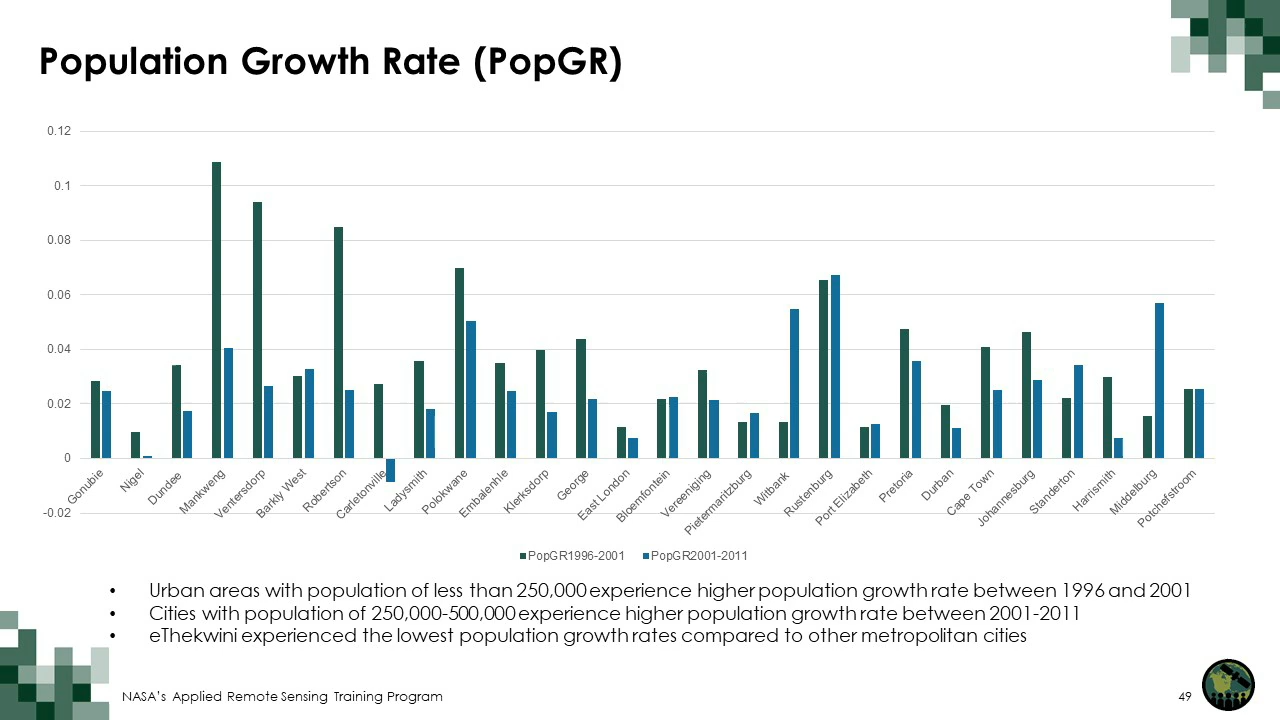 Population Growth Rate (PopGR)
0.12
0.1
0.08
0.06
0.04
0.02
0
-0.02
Gonubie
Nigel
Dundee
Mankweng
Ventersdorp
Barkly West
Robertson
Carletonville
Ladysmith
Polokwane
Embalenhle
Klerksdorp
George
East London
Bloemfontein
Vereeniging
Pietermaritzburg
Witbank
Rustenburg
Port Elizabeth
Pretoria
Durban
Cape Town
Johannesburg
Standerton
Harrismith
Middelburg
Potchefstroom
PopGR1996-2001 PopGR2001-2011
• Urban areas with population of less than 250,000 experience higher population growth rate between 1996 and 2001
• Cities with population of 250,000-500,000 experience higher population growth rate between 2001-2011
• eThekwini experienced the lowest population growth rates compared to other metropolitan cities
NASA's Applied Remote Sensing Training Program
49